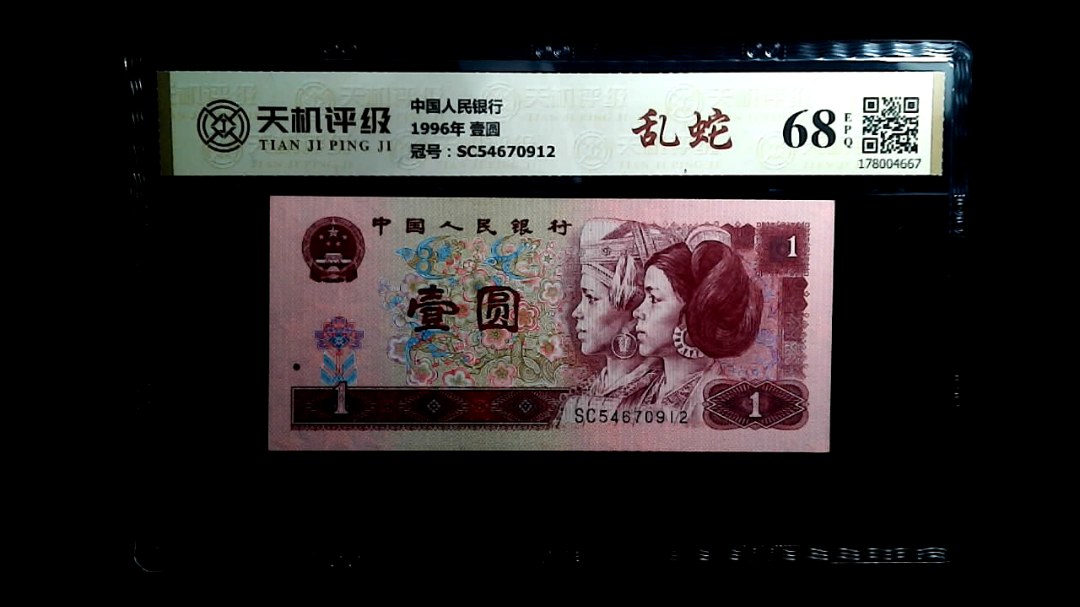 天机评级
TIAN JI PING JI
中国人民银行
1996年 壹圆
冠号：SC54670912
乱蛇
68
EPQ
178004667
中国人民银行
1
壹圆
1
SC54670912
1